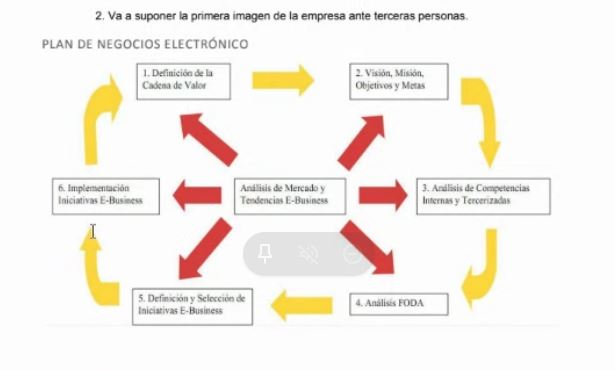 2. Va a suponer la primera imagen de la empresa ante terceras personas.
PLAN DE NEGOCIOS ELECTRÓNICO
1. Definición de la
Cadena de Valor
2. Visión, Misión,
Objetivos y Metas
6. Implementación
Iniciativas E-Business
Análisis de Mercado y
Tendencias E-Business
3. Análisis de Competencias
Internas y Tercerizadas
5. Definición y Selección de
Iniciativas E-Business
4. Análisis FODA